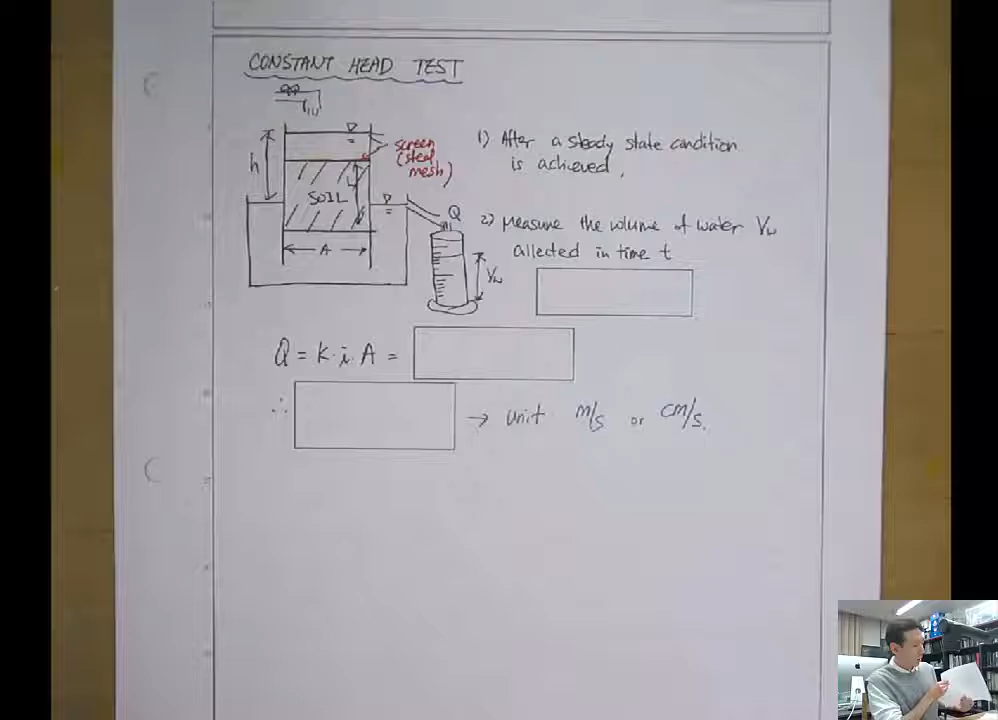 CONSTANT HEAD TEST
h
SOIL
L
A
screen
(steel
mesh)
Q
Vw
1) After a steady state condition
is achieved,
2) Measure the volume of water Vw
collected in time t
Q = k·i·A =
∴
→ unit m/s or cm/s.